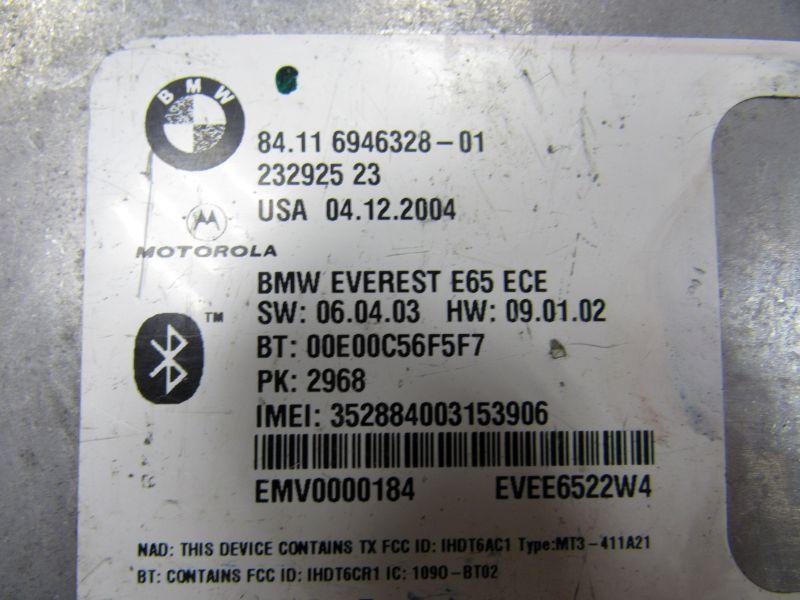 BMW
84.11 6946328-01
232925 23
USA 04.12.2004
MOTOROLA
BMW EVEREST E65 ECE
TM
SW: 06.04.03 HW: 09.01.02
BT: 00E00C56F5F7
PK: 2968
IMEI: 352884003153906
EMV0000184 EVEE6522W4
NAD: THIS DEVICE CONTAINS TX FCC ID: IHDT6AC1 Type:MT3-411A21
BT: CONTAINS FCC ID: IHDT6CR1 IC: 1090-BT02